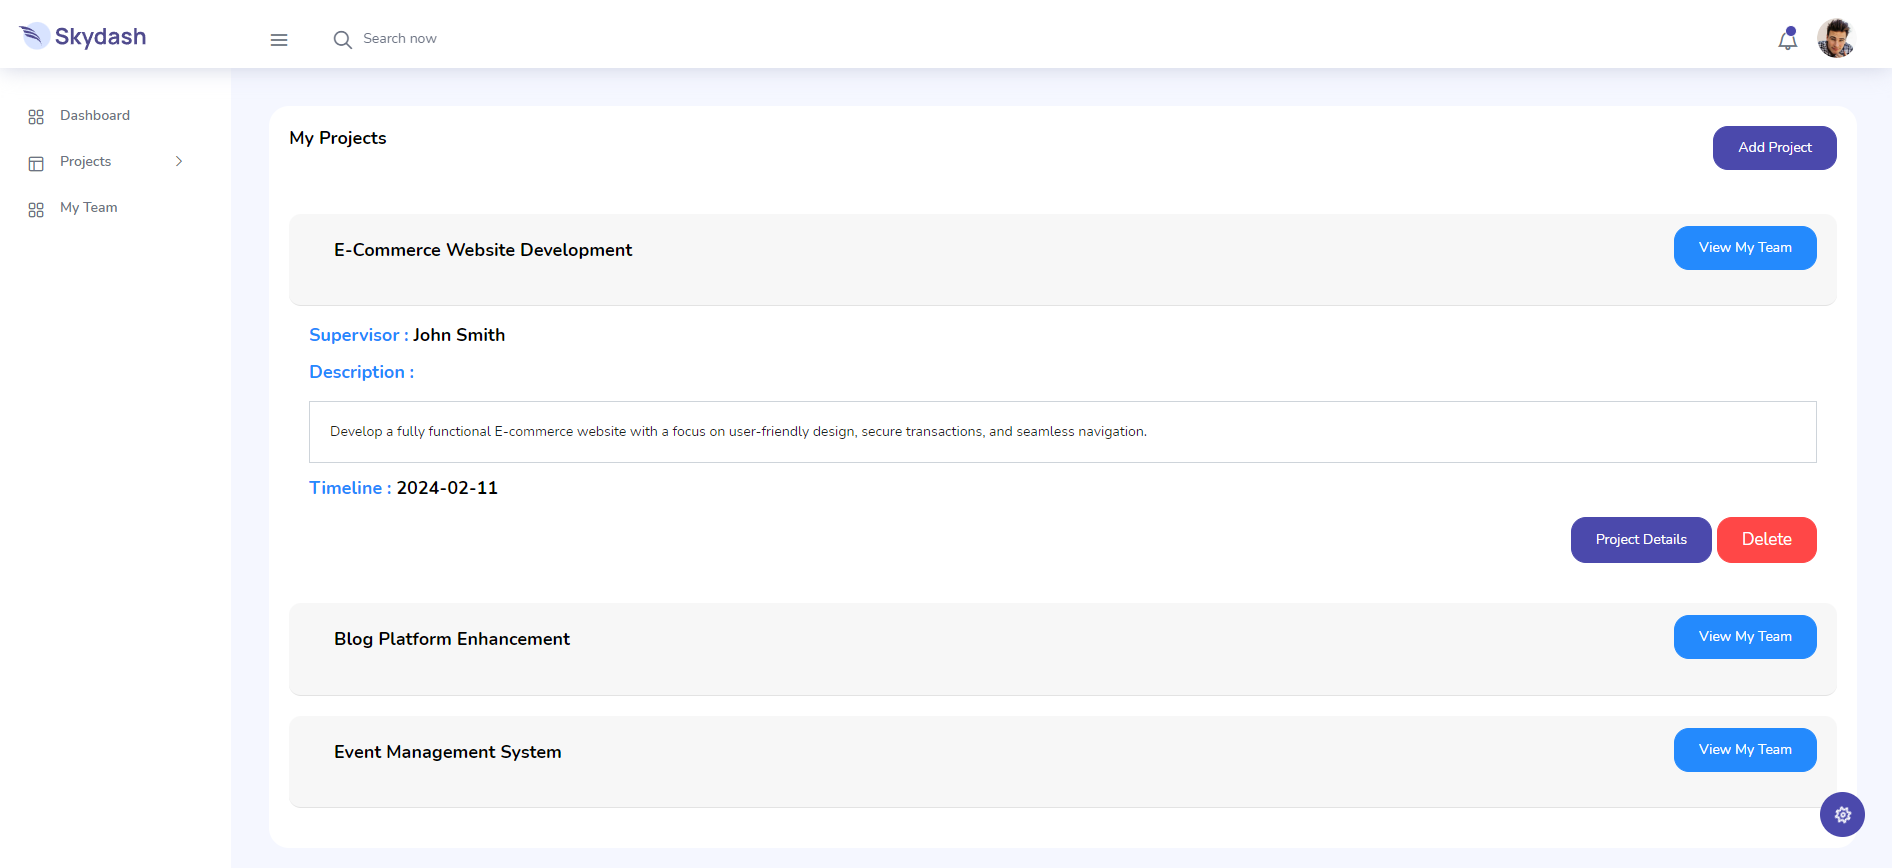 Skydash
Search now
Dashboard
Projects
My Team
My Projects
Add Project
E-Commerce Website Development
View My Team
Supervisor : John Smith
Description :
Develop a fully functional E-commerce website with a focus on user-friendly design, secure transactions, and seamless navigation.
Timeline : 2024-02-11
Project Details
Delete
Blog Platform Enhancement
View My Team
Event Management System
View My Team